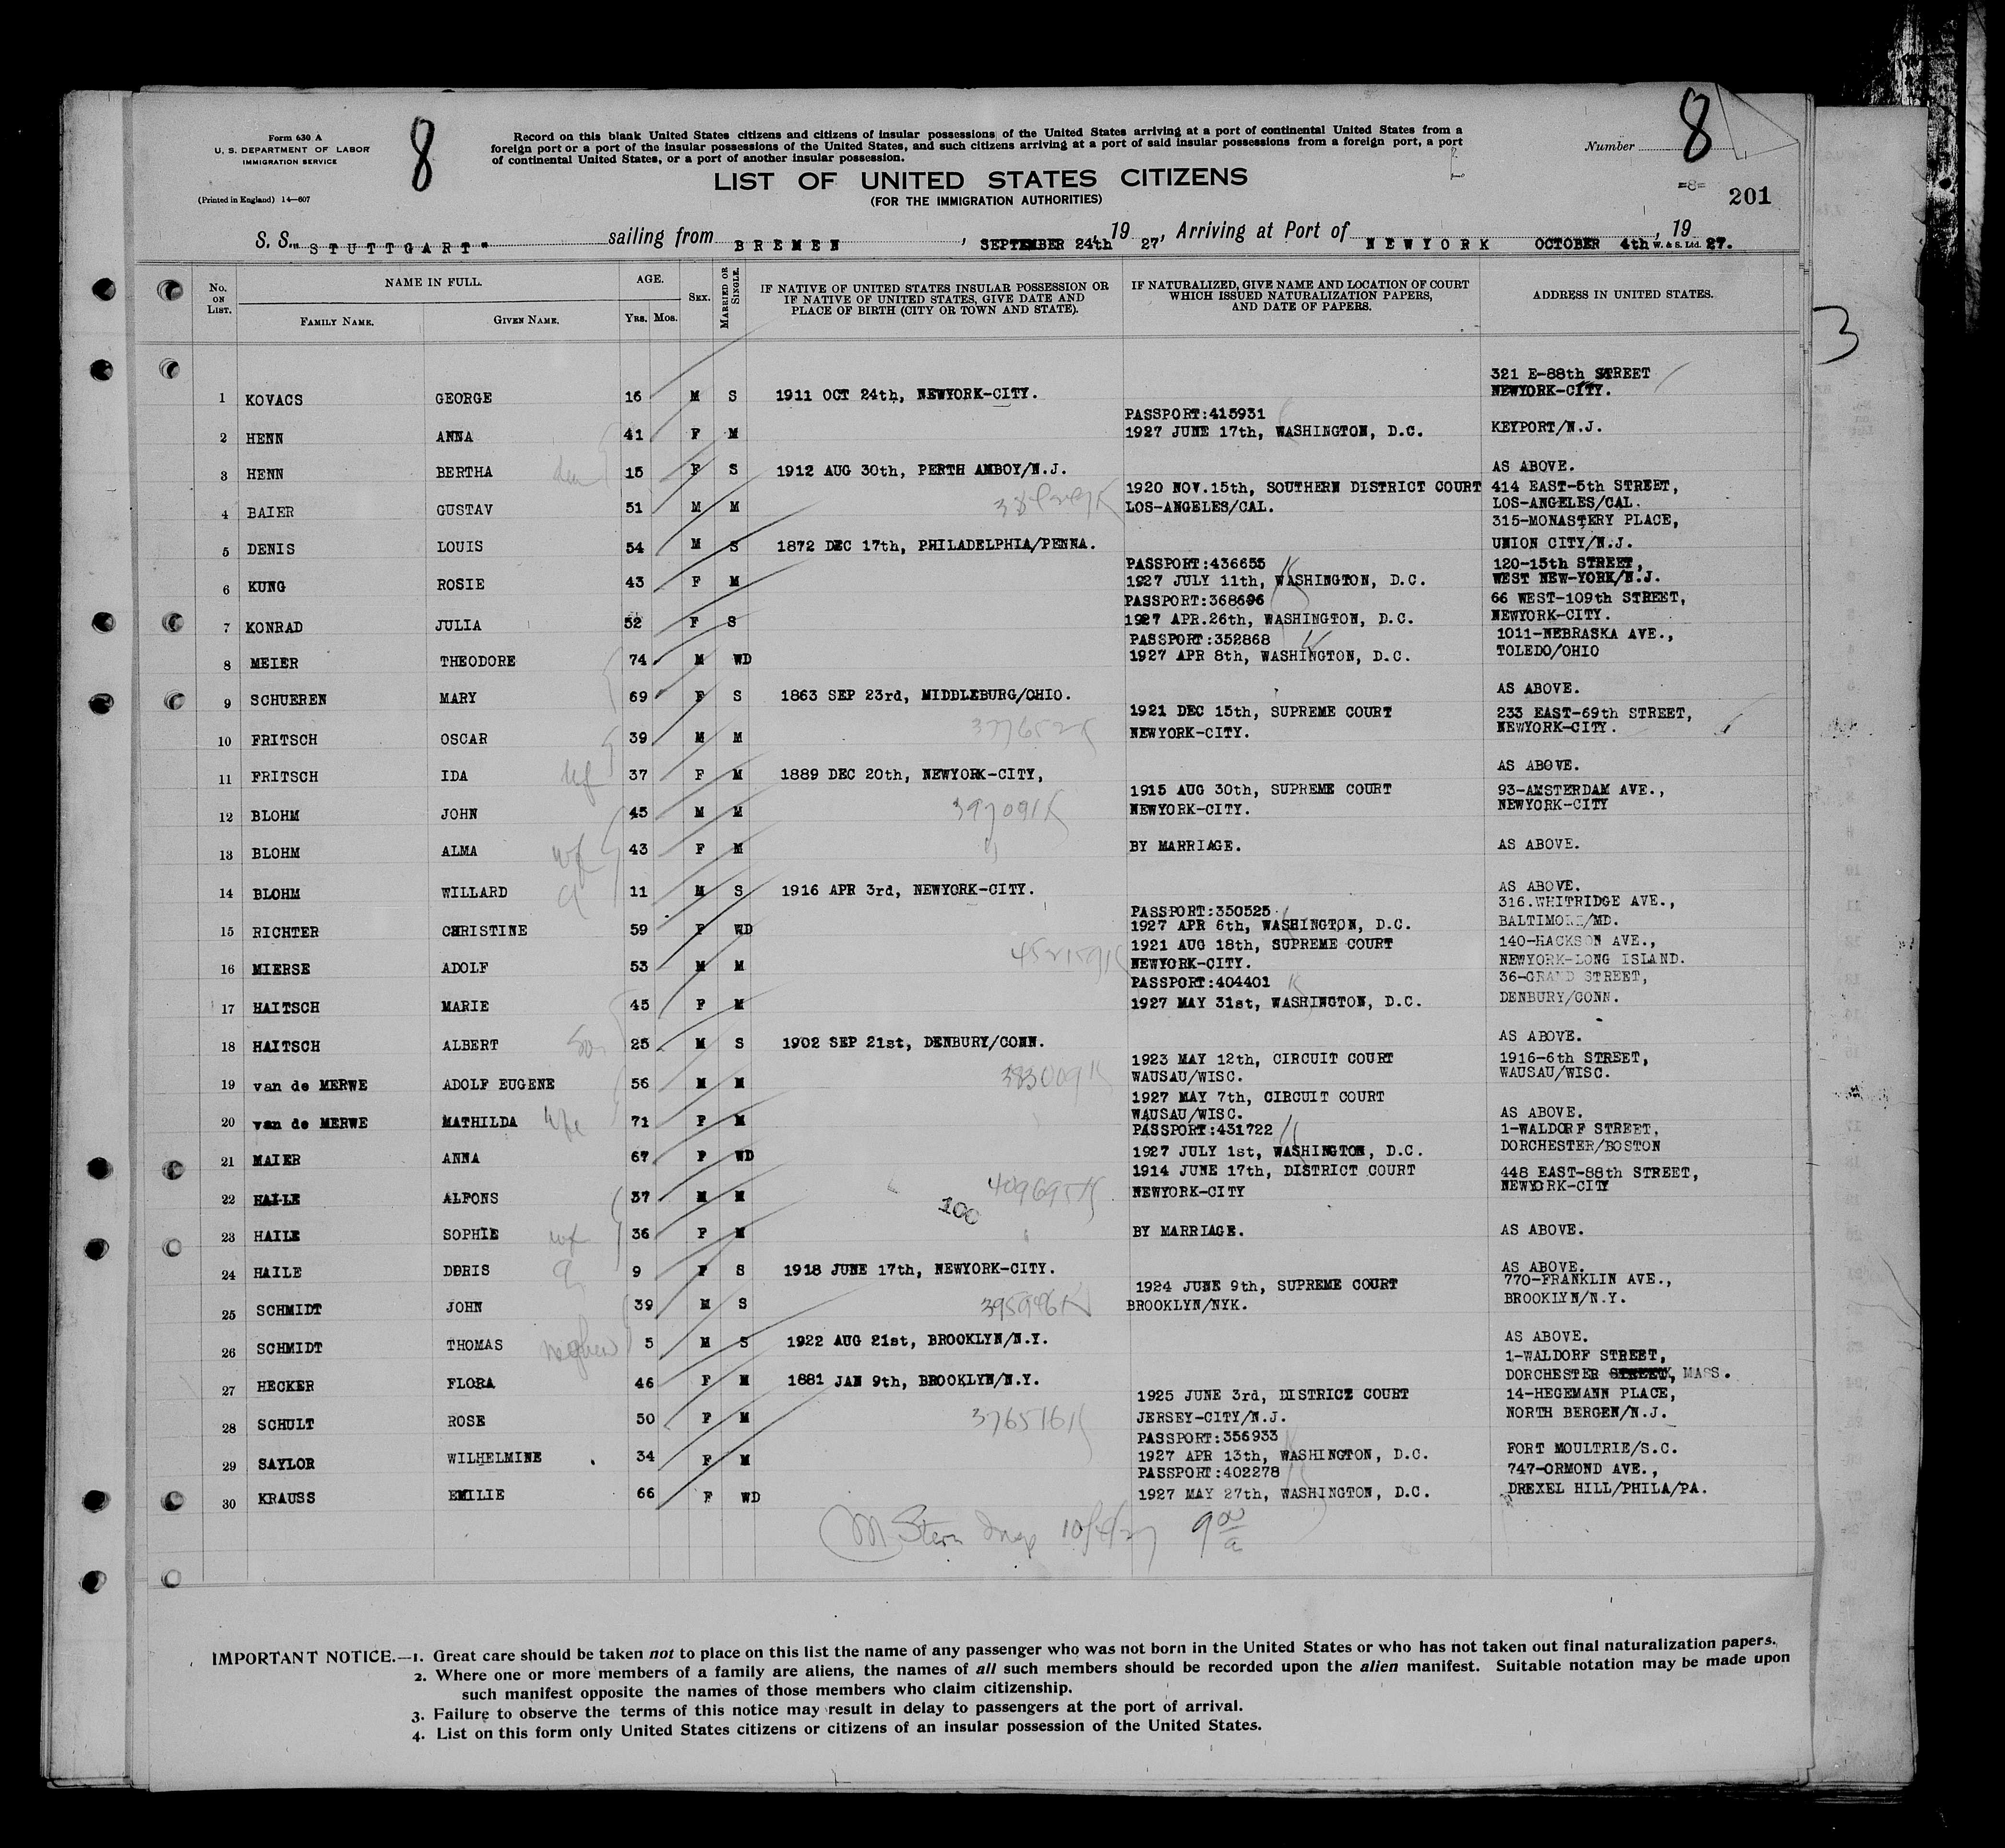 Form 630 A
U. S. DEPARTMENT OF LABOR
IMMIGRATION SERVICE
(Printed in England) 14—607
8
Record on this blank United States citizens and citizens of insular possessions of the United States arriving at a port of continental United States from a
foreign port or a port of the insular possessions of the United States, and such citizens arriving at a port of said insular possessions from a foreign port, a port
of continental United States, or a port of another insular possession.
Number 8
LIST OF UNITED STATES CITIZENS
(FOR THE IMMIGRATION AUTHORITIES)
=8= 201
S. S. "STUTTGART" sailing from BREMEN, SEPTEMBER 24th 19 27, Arriving at Port of NEWYORK OCTOBER 4th, 19 27.
W. & S. Ltd.
No. ON LIST. NAME IN FULL. FAMILY NAME. GIVEN NAME. AGE. YRS. MOS. SEX. MARRIED OR SINGLE. IF NATIVE OF UNITED STATES INSULAR POSSESSION OR IF NATIVE OF UNITED STATES, GIVE DATE AND PLACE OF BIRTH (CITY OR TOWN AND STATE). IF NATURALIZED, GIVE NAME AND LOCATION OF COURT WHICH ISSUED NATURALIZATION PAPERS, AND DATE OF PAPERS. ADDRESS IN UNITED STATES.
3
1 KOVACS GEORGE 16 M S 1911 OCT 24th, NEWYORK-CITY. 321 E-88th STREET NEWYORK-CITY.
2 HENN ANNA 41 F M PASSPORT:415931 1927 JUNE 17th, WASHINGTON, D.C. KEYPORT/N.J.
3 HENN BERTHA 15 F S 1912 AUG 30th, PERTH AMBOY/N.J. AS ABOVE.
4 BAIER GUSTAV 51 M M 1920 NOV.15th, SOUTHERN DISTRICT COURT LOS-ANGELES/CAL. 414 EAST-5th STREET, LOS-ANGELES/CAL.
5 DENIS LOUIS 54 M S 1872 DEC 17th, PHILADELPHIA/PENNA. 315-MONASTERY PLACE, UNION CITY/N.J.
6 KUNG ROSIE 43 F M PASSPORT:436655 1927 JULY 11th, WASHINGTON, D.C. 120-15th STREET, WEST NEW-YORK/N.J.
7 KONRAD JULIA 52 F S PASSPORT:368696 1927 APR.26th, WASHINGTON, D.C. 66 WEST-109th STREET, NEWYORK-CITY.
8 MEIER THEODORE 74 M WD PASSPORT:352868 1927 APR 8th, WASHINGTON, D.C. 1011-NEBRASKA AVE., TOLEDO/OHIO
9 SCHUEREN MARY 69 F S 1863 SEP 23rd, MIDDLEBURG/OHIO. AS ABOVE.
10 FRITSCH OSCAR 39 M M 377652K 1921 DEC 15th, SUPREME COURT NEWYORK-CITY. 233 EAST-69th STREET, NEWYORK-CITY.
11 FRITSCH IDA wf 37 F M 1889 DEC 20th, NEWYORK-CITY, AS ABOVE.
12 BLOHM JOHN 45 M M 397091K 1915 AUG 30th, SUPREME COURT NEWYORK-CITY. 93-AMSTERDAM AVE., NEWYORK-CITY
13 BLOHM ALMA wf 43 F M BY MARRIAGE. AS ABOVE.
14 BLOHM WILLARD 11 M S 1916 APR 3rd, NEWYORK-CITY. AS ABOVE.
15 RICHTER CHRISTINE 59 F WD PASSPORT:350525 1927 APR 6th, WASHINGTON, D.C. 316.WHITRIDGE AVE., BALTIMORE/MD.
16 MIERSE ADOLF 53 M M 1921 AUG 18th, SUPREME COURT NEWYORK-CITY. 140-HACKSON AVE., NEWYORK-LONG ISLAND.
17 HAITSCH MARIE 45 F M PASSPORT:404401 1927 MAY 31st, WASHINGTON, D.C. 36-GRAND STREET, DENBURY/CONN.
18 HAITSCH ALBERT son 25 M S 1902 SEP 21st, DENBURY/CONN. AS ABOVE.
19 van de MERWE ADOLF EUGENE 56 M M 383009K 1923 MAY 12th, CIRCUIT COURT WAUSAU/WISC. 1916-6th STREET, WAUSAU/WISC.
20 van de MERWE MATHILDA wfe 71 F M 1927 MAY 7th, CIRCUIT COURT WAUSAU/WISC. AS ABOVE.
21 MAIER ANNA 67 F WD PASSPORT:431722 1927 JULY 1st, WASHINGTON, D.C. 1-WALDORF STREET, DORCHESTER/BOSTON
22 HAILE ALFONS 37 M M 409695K 1914 JUNE 17th, DISTRICT COURT NEWYORK-CITY 448 EAST-88th STREET, NEWYORK-CITY
100
23 HAILE SOPHIE wf 36 F M BY MARRIAGE. AS ABOVE.
24 HAILE DORIS 9 F S 1918 JUNE 17th, NEWYORK-CITY. AS ABOVE.
25 SCHMIDT JOHN 39 M S 395946K 1924 JUNE 9th, SUPREME COURT BROOKLYN/NYK. 770-FRANKLIN AVE., BROOKLYN/N.Y.
26 SCHMIDT THOMAS nephew 5 M S 1922 AUG 21st, BROOKLYN/N.Y. AS ABOVE.
27 HECKER FLORA 46 F M 1881 JAN 9th, BROOKLYN/N.Y. 1-WALDORF STREET, DORCHESTER STREET, MASS.
28 SCHULT ROSE 50 F M 376516K 1925 JUNE 3rd, DISTRICT COURT JERSEY-CITY/N.J. 14-HEGEMANN PLACE, NORTH BERGEN/N.J.
29 SAYLOR WILHELMINE 34 F M PASSPORT:356933 1927 APR 13th, WASHINGTON, D.C. FORT MOULTRIE/S.C.
30 KRAUSS EMILIE 66 F WD PASSPORT:402278 1927 MAY 27th, WASHINGTON, D.C. 747-ORMOND AVE., DREXEL HILL/PHILA/PA.
M Stern Insp 10/4/27 9 00 a
IMPORTANT NOTICE.—1. Great care should be taken not to place on this list the name of any passenger who was not born in the United States or who has not taken out final naturalization papers.
2. Where one or more members of a family are aliens, the names of all such members should be recorded upon the alien manifest. Suitable notation may be made upon
such manifest opposite the names of those members who claim citizenship.
3. Failure to observe the terms of this notice may result in delay to passengers at the port of arrival.
4. List on this form only United States citizens or citizens of an insular possession of the United States.